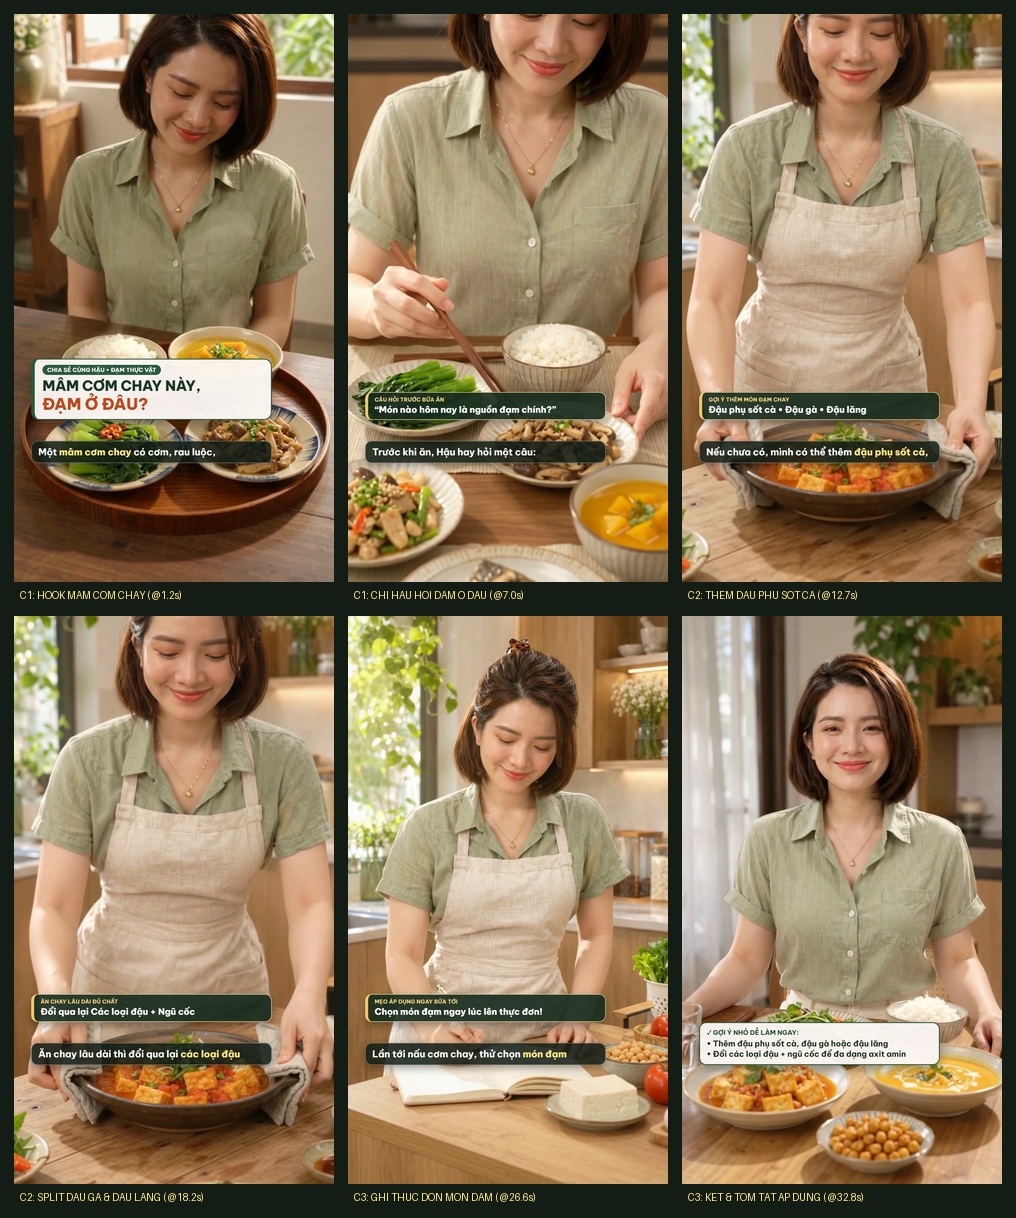 CHIA SẺ CÙNG HẬU • ĐẠM THỰC VẬT
MÂM CƠM CHAY NÀY,
ĐẠM Ở ĐÂU?
Một mâm cơm chay có cơm, rau luộc,
C1: HOOK MAM COM CHAY (@1.2s)
CÂU HỎI TRƯỚC BỮA ĂN
“Món nào hôm nay là nguồn đạm chính?”
Trước khi ăn, Hậu hay hỏi một câu:
C1: CHI HAU HOI DAM O DAU (@7.0s)
GỢI Ý THÊM MÓN ĐẠM CHAY
Đậu phụ sốt cà • Đậu gà • Đậu lăng
Nếu chưa có, mình có thể thêm đậu phụ sốt cà,
C2: THEM DAU PHU SOT CA (@12.7s)
ĂN CHAY LÂU DÀI ĐỦ CHẤT
Đổi qua lại Các loại đậu + Ngũ cốc
Ăn chay lâu dài thì đổi qua lại các loại đậu
C2: SPLIT DAU GA & DAU LANG (@18.2s)
MẸO ÁP DỤNG NGAY BỮA TỚI
Chọn món đạm ngay lúc lên thực đơn!
Lần tới nấu cơm chay, thử chọn món đạm
C3: GHI THUC DON MON DAM (@26.6s)
✓ GỢI Ý NHỎ DỄ LÀM NGAY:
• Thêm đậu phụ sốt cà, đậu gà hoặc đậu lăng
• Đổi các loại đậu + ngũ cốc để đa dạng axit amin
C3: KET & TOM TAT AP DUNG (@32.8s)